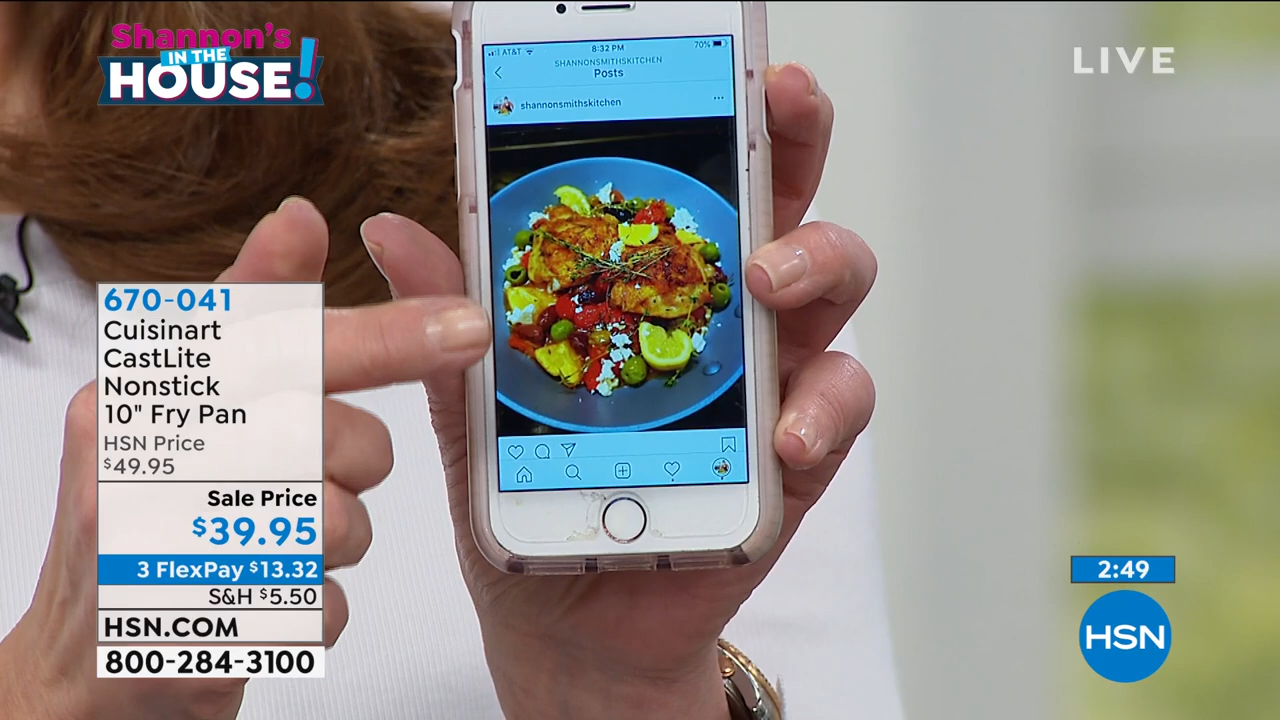 Shannon's
IN THE
HOUSE!
LIVE
AT&T 8:32 PM 70%
SHANNONSMITHSKITCHEN
Posts
shannonsmithskitchen
670-041
Cuisinart
CastLite
Nonstick
10" Fry Pan
HSN Price
$49.95
Sale Price
$39.95
3 FlexPay $13.32
S&H $5.50
HSN.COM
800-284-3100
2:49
HSN